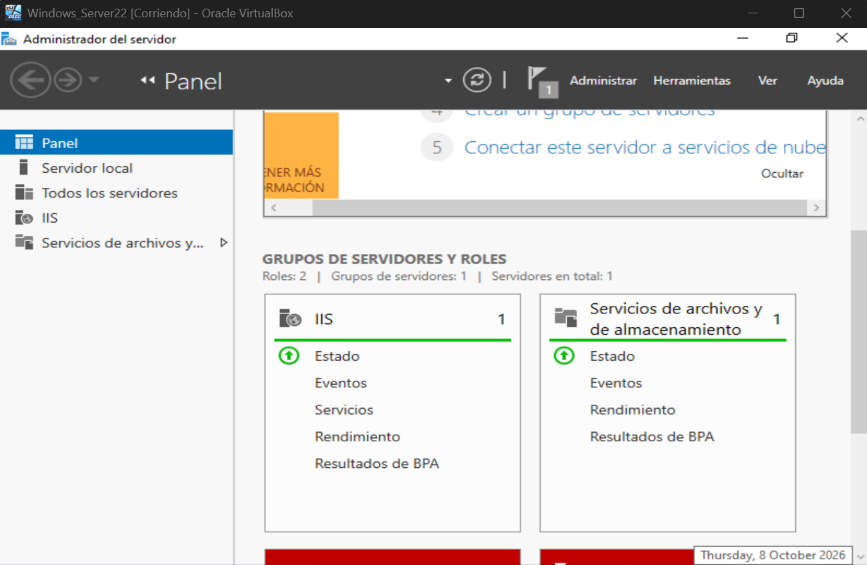 Windows_Server22 [Corriendo] - Oracle VirtualBox
Administrador del servidor
Panel
1
Administrar Herramientas Ver Ayuda
Panel
Servidor local
Todos los servidores
IIS
Servicios de archivos y...
4 Crear un grupo de servidores
5 Conectar este servidor a servicios de nube
ENER MÁS
RMACIÓN
Ocultar
GRUPOS DE SERVIDORES Y ROLES
Roles: 2 | Grupos de servidores: 1 | Servidores en total: 1
IIS 1
Estado
Eventos
Servicios
Rendimiento
Resultados de BPA
Servicios de archivos y
de almacenamiento 1
Estado
Eventos
Rendimiento
Resultados de BPA
Thursday, 8 October 2026